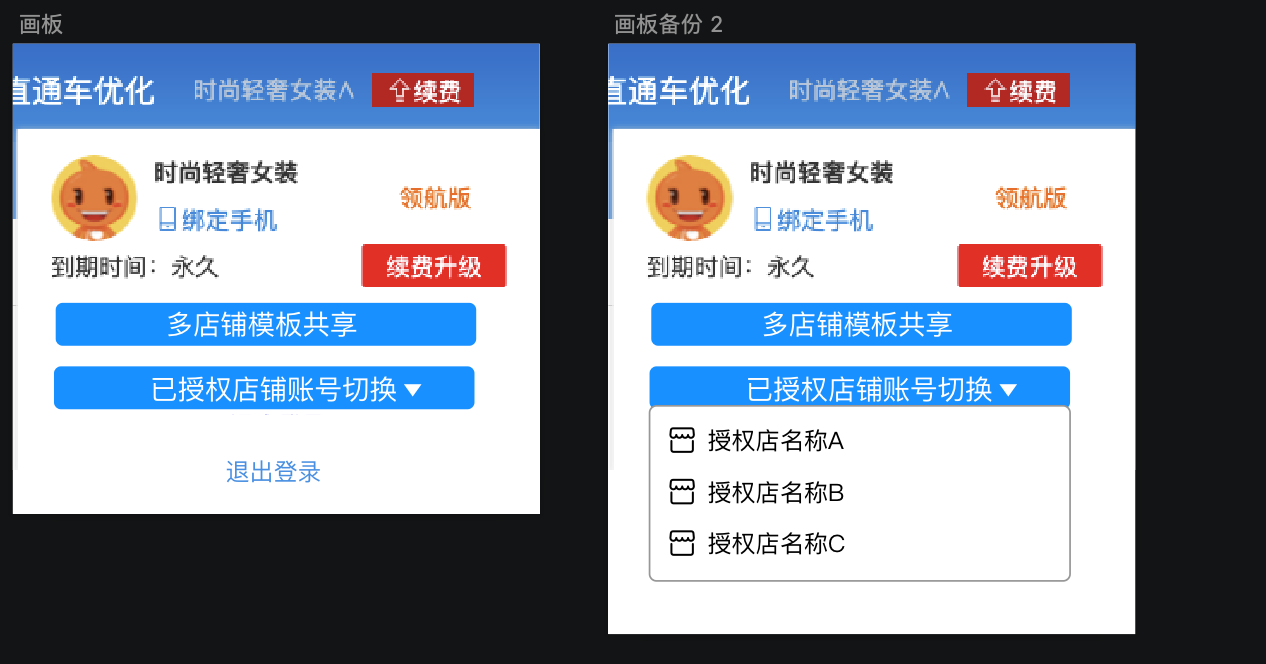 画板
直通车优化 时尚轻奢女装∧ 续费
时尚轻奢女装
领航版
绑定手机
到期时间：永久 续费升级
多店铺模板共享
已授权店铺账号切换
退出登录
画板备份 2
直通车优化 时尚轻奢女装∧ 续费
时尚轻奢女装
领航版
绑定手机
到期时间：永久 续费升级
多店铺模板共享
已授权店铺账号切换
授权店名称A
授权店名称B
授权店名称C